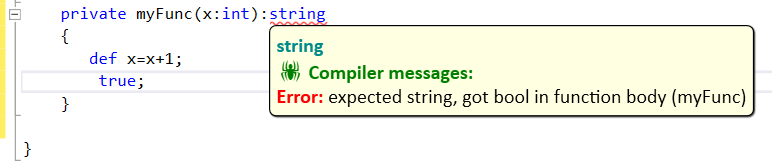 private myFunc(x:int):string
{
def x=x+1;
true;
}
}
string
Compiler messages:
Error: expected string, got bool in function body (myFunc)